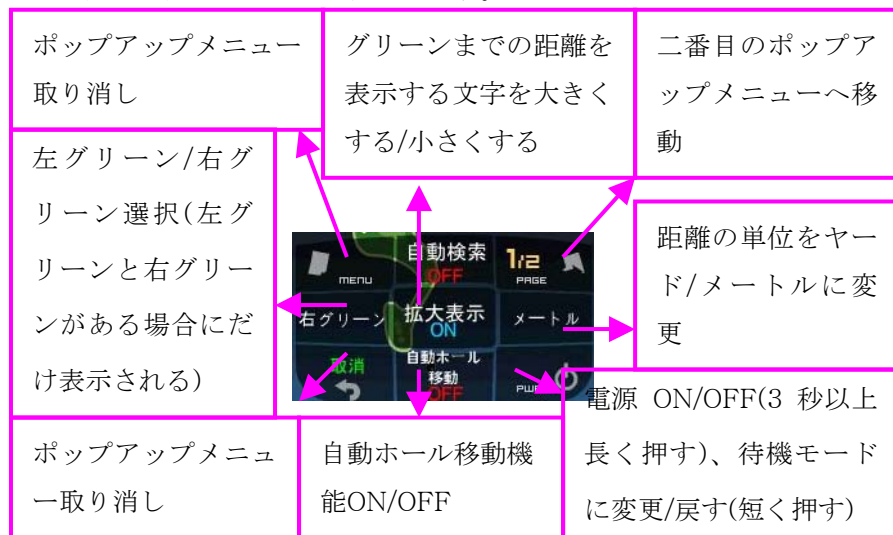 ポップアップメニュー
取り消し
グリーンまでの距離を
表示する文字を大きく
する/小さくする
二番目のポップア
ップメニューへ移
動
左グリーン/右グ
リーン選択(左グ
リーンと右グリー
ンがある場合にだ
け表示される)
距離の単位をヤー
ド/メートルに変
更
MENU
自動検索
OFF
1/2
PAGE
右グリーン
拡大表示
ON
メートル
取消
自動ホール
移動
OFF
ポップアップメニュ
ー取り消し
自動ホール移動機
能ON/OFF
電源 ON/OFF(3 秒以上
長く押す)、待機モード
に変更/戻す(短く押す)